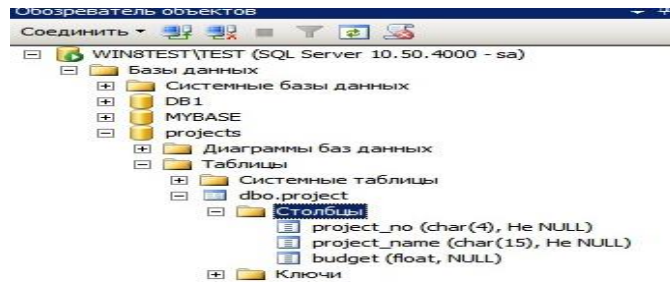 Обозреватель объектов
Соединить
WIN8TEST\TEST (SQL Server 10.50.4000 - sa)
Базы данных
Системные базы данных
DB1
MYBASE
projects
Диаграммы баз данных
Таблицы
Системные таблицы
dbo.project
Столбцы
project_no (char(4), Не NULL)
project_name (char(15), Не NULL)
budget (float, NULL)
Ключи